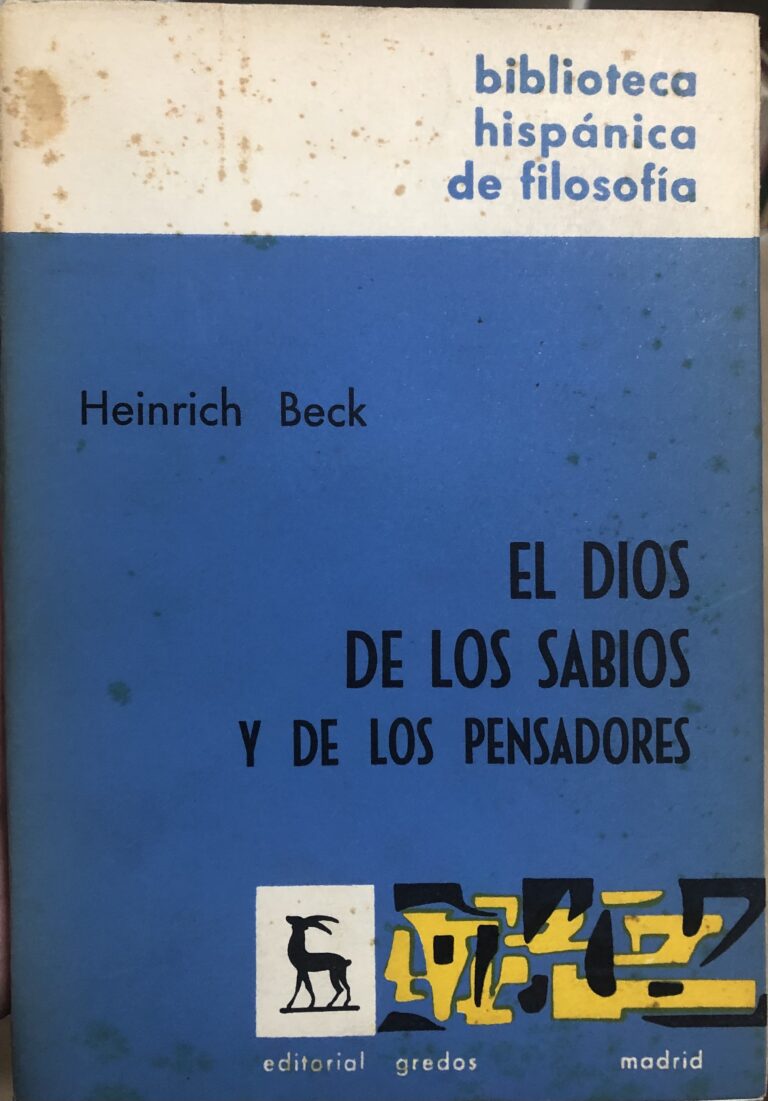 biblioteca
hispánica
de filosofía
Heinrich Beck
EL DIOS
DE LOS SABIOS
Y DE LOS PENSADORES
editorial gredos madrid